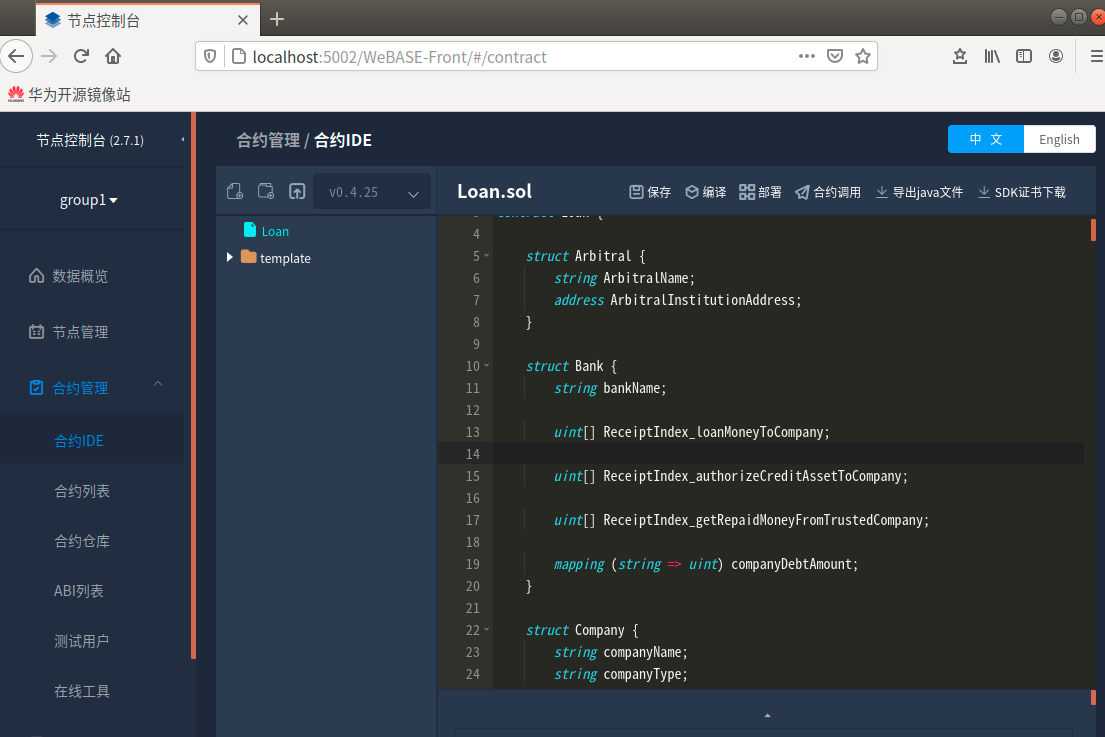 节点控制台
localhost:5002/WeBASE-Front/#/contract
华为开源镜像站
节点控制台 (2.7.1)
group1
数据概览
节点管理
合约管理
合约IDE
合约列表
合约仓库
ABI列表
测试用户
在线工具
合约管理 / 合约IDE
中 文
English
v0.4.25
Loan
template
Loan.sol
保存
编译
部署
合约调用
导出java文件
SDK证书下载
4
5 struct Arbitral {
6 string ArbitralName;
7 address ArbitralInstitutionAddress;
8 }
9
10 struct Bank {
11 string bankName;
12
13 uint[] ReceiptIndex_loanMoneyToCompany;
14
15 uint[] ReceiptIndex_authorizeCreditAssetToCompany;
16
17 uint[] ReceiptIndex_getRepaidMoneyFromTrustedCompany;
18
19 mapping (string => uint) companyDebtAmount;
20 }
21
22 struct Company {
23 string companyName;
24 string companyType;